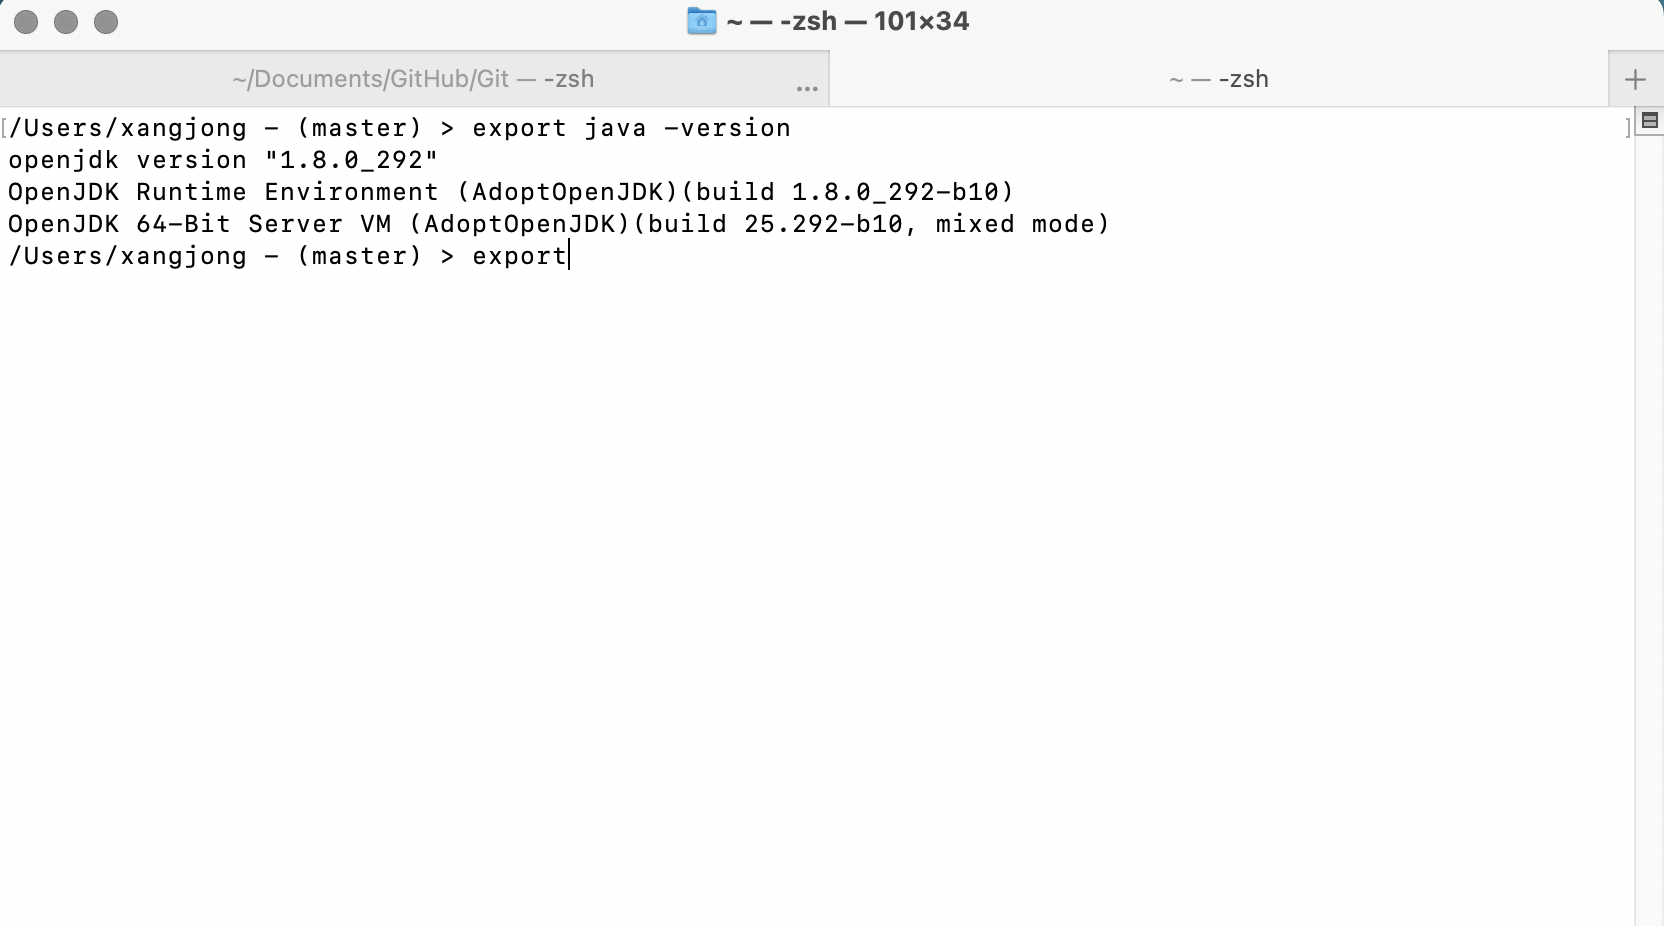 ~ — -zsh — 101×34
~/Documents/GitHub/Git — -zsh ...
~ — -zsh +
[/Users/xangjong - (master) > export java -version ]
openjdk version "1.8.0_292"
OpenJDK Runtime Environment (AdoptOpenJDK)(build 1.8.0_292-b10)
OpenJDK 64-Bit Server VM (AdoptOpenJDK)(build 25.292-b10, mixed mode)
/Users/xangjong - (master) > export